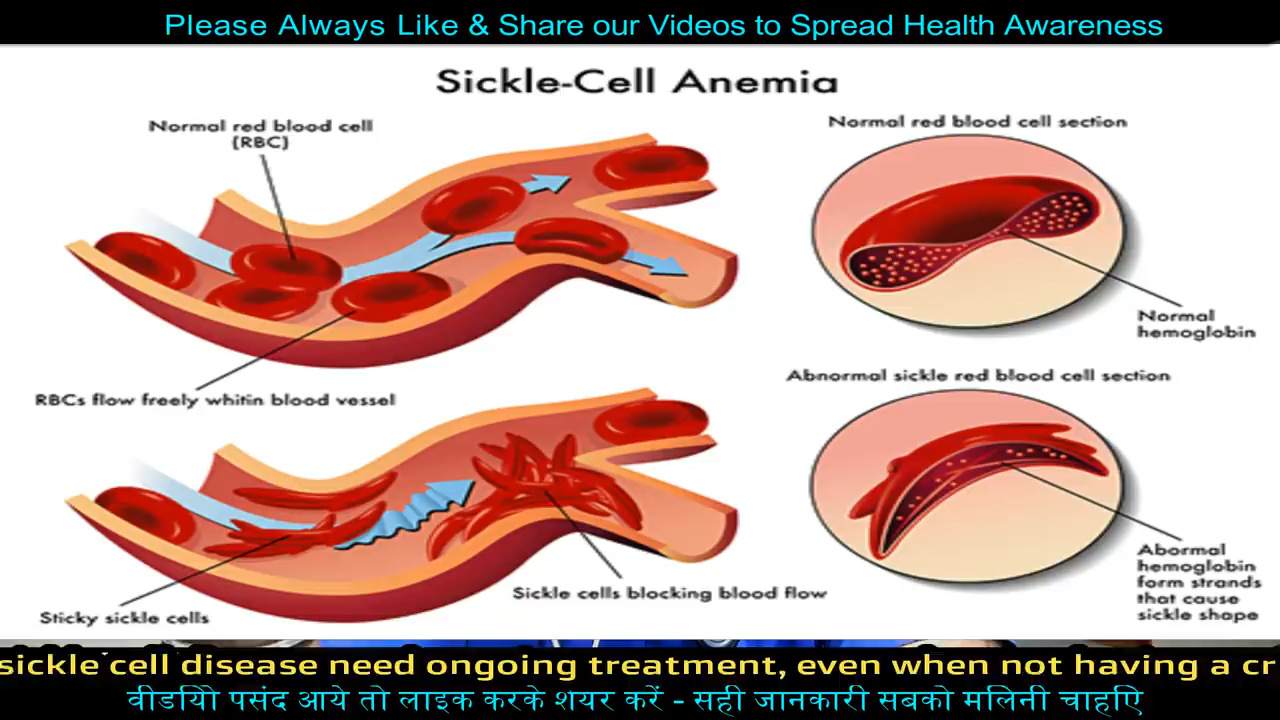 Please Always Like & Share our Videos to Spread Health Awareness
Sickle-Cell Anemia
Normal red blood cell
(RBC)
RBCs flow freely whitin blood vessel
Normal red blood cell section
Normal
hemoglobin
Sticky sickle cells
Sickle cells blocking blood flow
Abnormal sickle red blood cell section
Abormal
hemoglobin
form strands
that cause
sickle shape
sickle cell disease need ongoing treatment, even when not having a cr
वीडियो पसंद आये तो लाइक करके शयर करें - सही जानकारी सबको मिलनी चाहिए